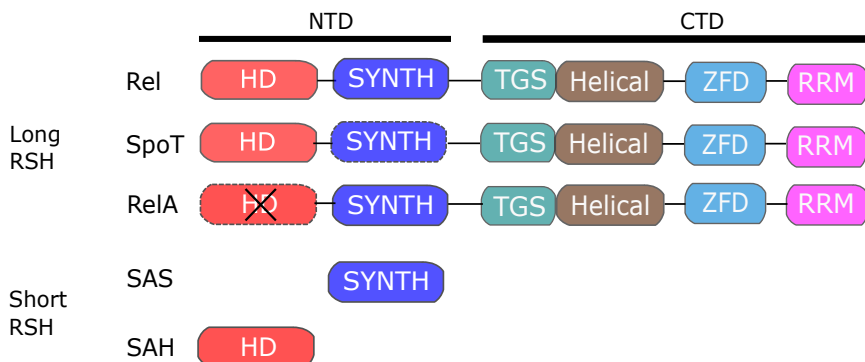 NTD CTD
Rel HD SYNTH TGS Helical ZFD RRM
Long
RSH
SpoT HD SYNTH TGS Helical ZFD RRM
RelA HD SYNTH TGS Helical ZFD RRM
SAS SYNTH
Short
RSH
SAH HD